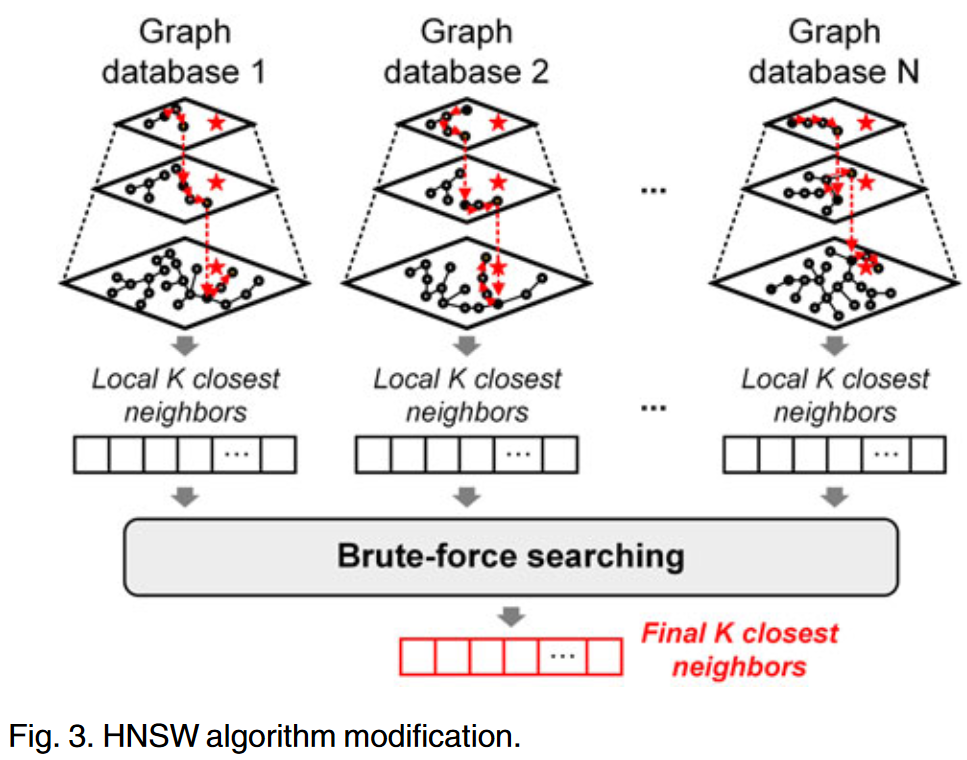 Graph
database 1
Graph
database 2
Graph
database N
...
Local K closest
neighbors
Local K closest
neighbors
...
Local K closest
neighbors
...
...
...
Brute-force searching
...
Final K closest
neighbors
Fig. 3. HNSW algorithm modification.